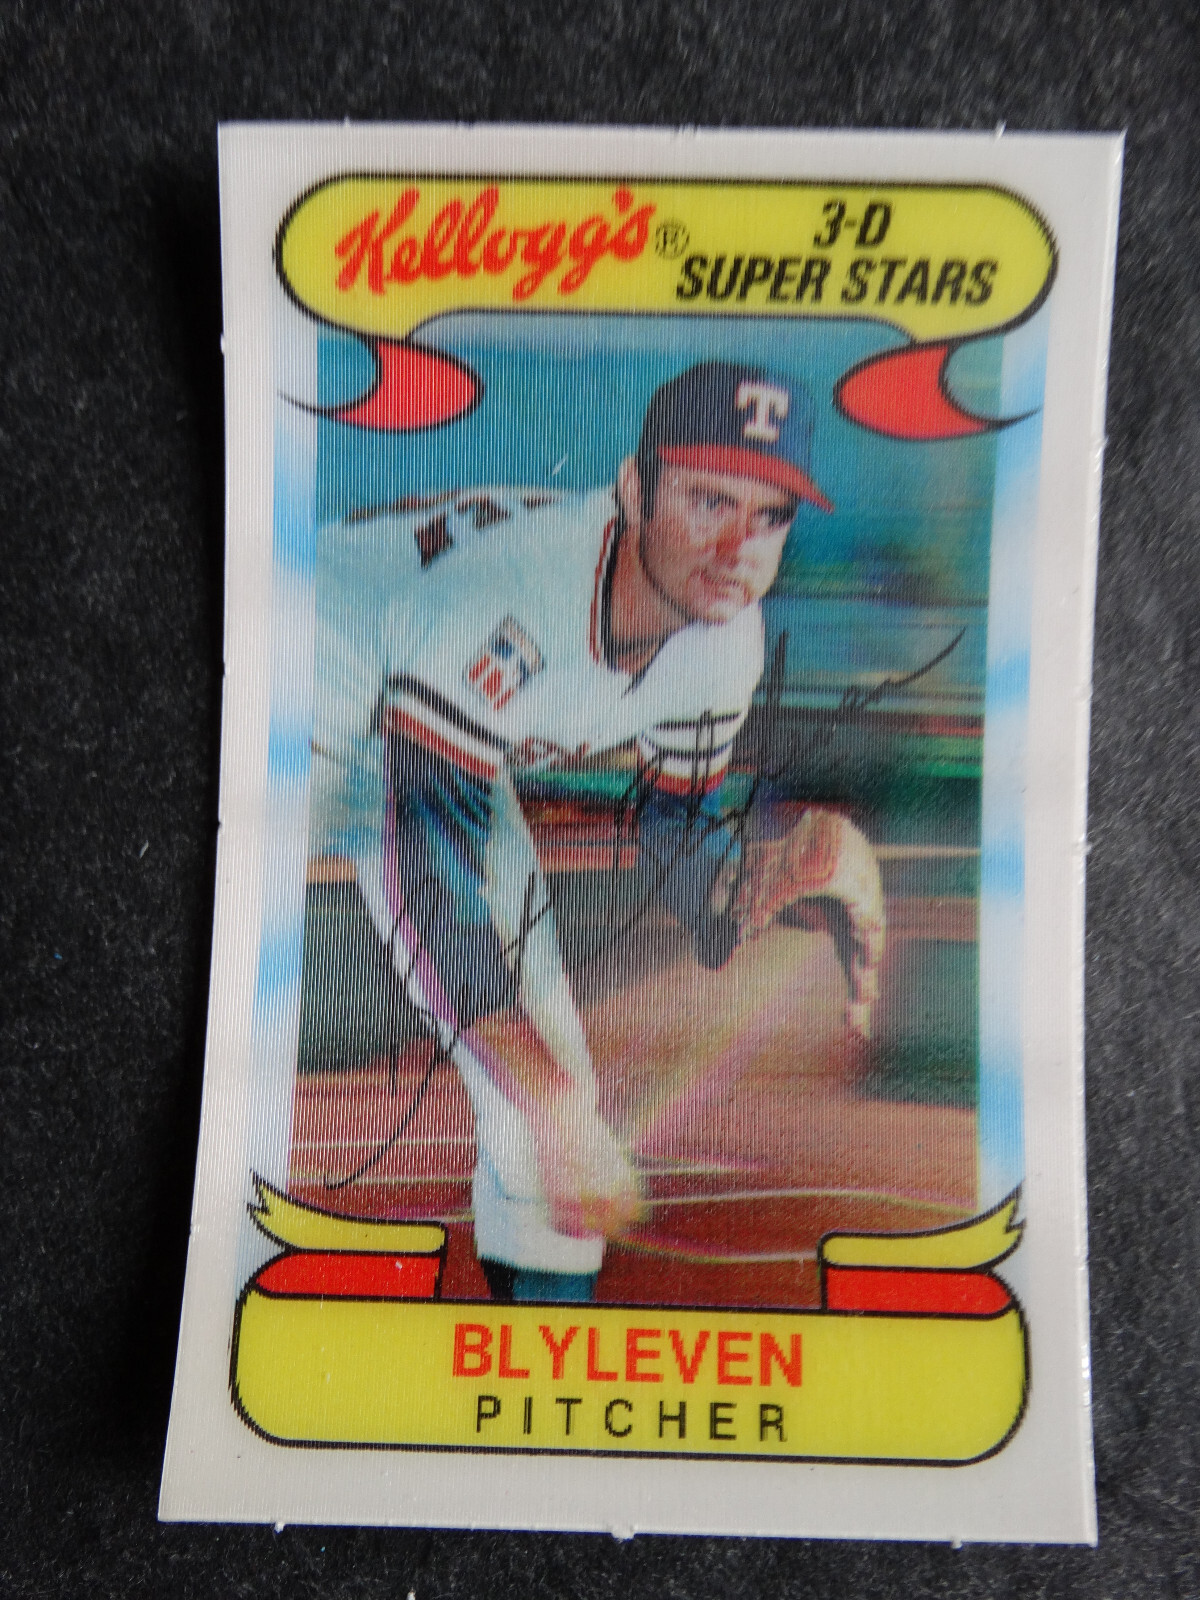 Kellogg's®
3-D
SUPER STARS
T
BLYLEVEN
PITCHER